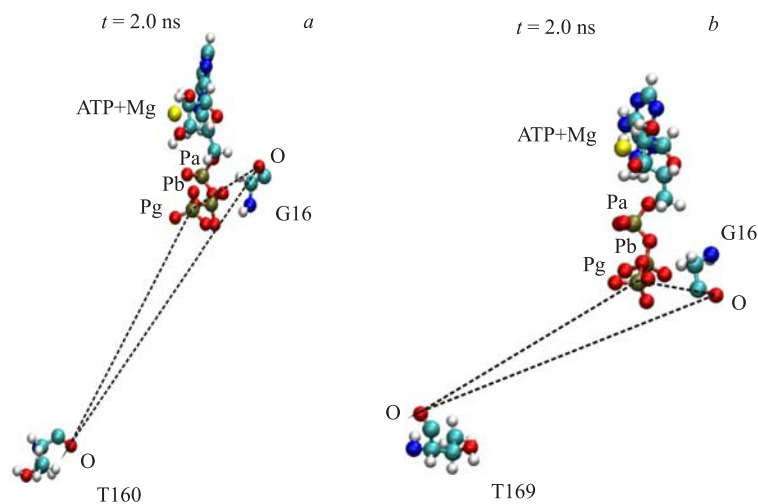 t = 2.0 ns
a
ATP+Mg
Pa
O
Pb
Pg
G16
O
T160
t = 2.0 ns
b
ATP+Mg
Pa
G16
Pb
Pg
O
O
T169